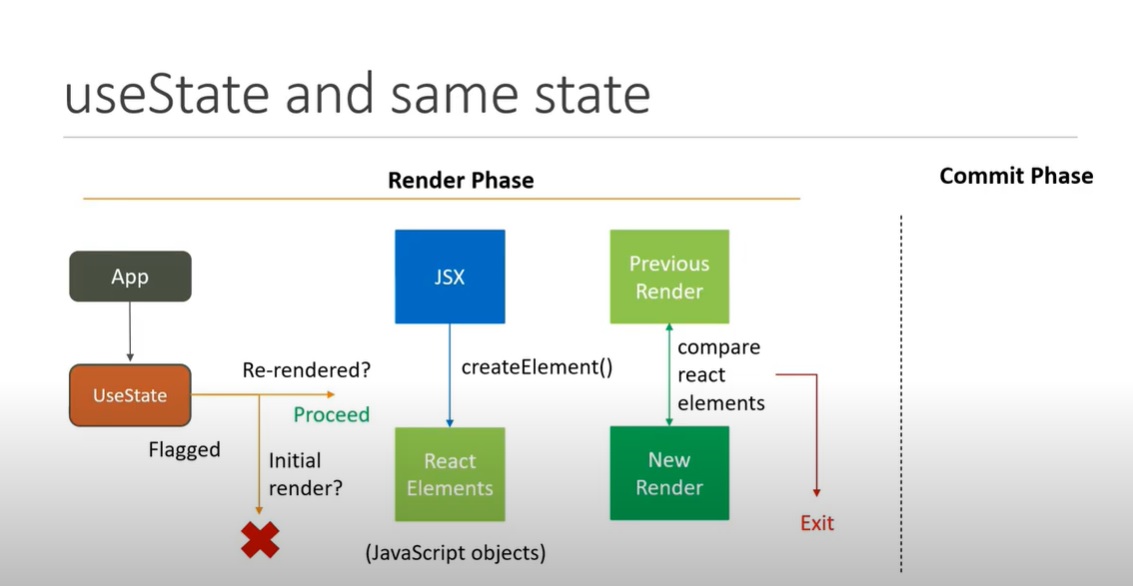 useState and same state
Render Phase
Commit Phase
App
UseState
Flagged
Re-rendered?
Proceed
Initial
render?
JSX
createElement()
React
Elements
(JavaScript objects)
Previous
Render
compare
react
elements
New
Render
Exit